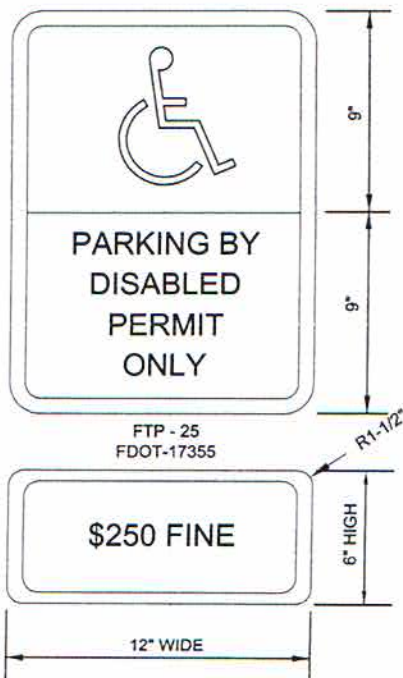 9"
PARKING BY
DISABLED
PERMIT
ONLY
9"
FTP - 25
FDOT-17355
R1-1/2"
$250 FINE
6" HIGH
12" WIDE